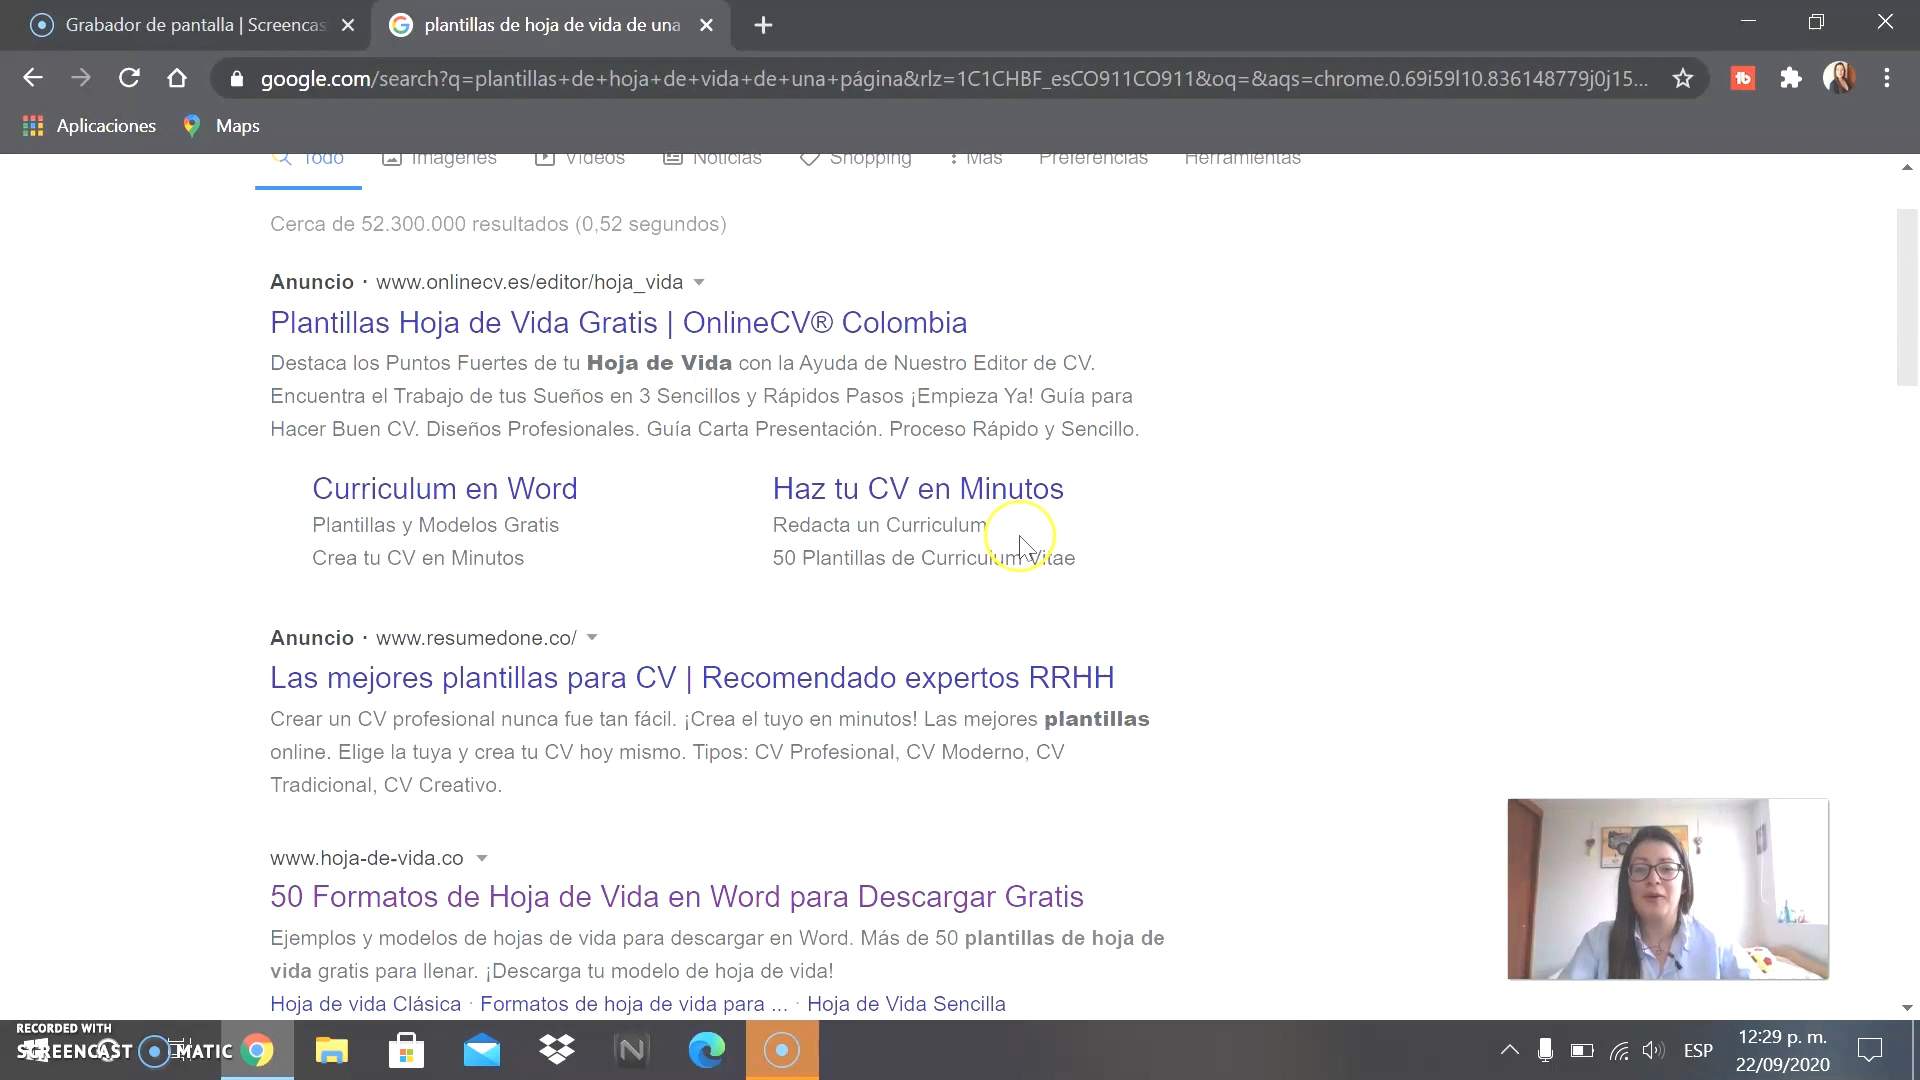 Grabador de pantalla | Screencas
plantillas de hoja de vida de una
google.com/search?q=plantillas+de+hoja+de+vida+de+una+página&rlz=1C1CHBF_esCO911CO911&oq=&aqs=chrome.0.69i59l10.836148779j0j15...
Aplicaciones
Maps
Todo
Imágenes
Vídeos
Noticias
Shopping
Más
Preferencias
Herramientas
Cerca de 52.300.000 resultados (0,52 segundos)
Anuncio · www.onlinecv.es/editor/hoja_vida
Plantillas Hoja de Vida Gratis | OnlineCV® Colombia
Destaca los Puntos Fuertes de tu Hoja de Vida con la Ayuda de Nuestro Editor de CV.
Encuentra el Trabajo de tus Sueños en 3 Sencillos y Rápidos Pasos ¡Empieza Ya! Guía para
Hacer Buen CV. Diseños Profesionales. Guía Carta Presentación. Proceso Rápido y Sencillo.
Curriculum en Word
Plantillas y Modelos Gratis
Crea tu CV en Minutos
Haz tu CV en Minutos
Redacta un Curriculum
50 Plantillas de Curriculum Vitae
Anuncio · www.resumedone.co/
Las mejores plantillas para CV | Recomendado expertos RRHH
Crear un CV profesional nunca fue tan fácil. ¡Crea el tuyo en minutos! Las mejores plantillas
online. Elige la tuya y crea tu CV hoy mismo. Tipos: CV Profesional, CV Moderno, CV
Tradicional, CV Creativo.
www.hoja-de-vida.co
50 Formatos de Hoja de Vida en Word para Descargar Gratis
Ejemplos y modelos de hojas de vida para descargar en Word. Más de 50 plantillas de hoja de
vida gratis para llenar. ¡Descarga tu modelo de hoja de vida!
Hoja de vida Clásica · Formatos de hoja de vida para ... · Hoja de Vida Sencilla
RECORDED WITH
SCREENCAST MATIC
ESP
12:29 p. m.
22/09/2020